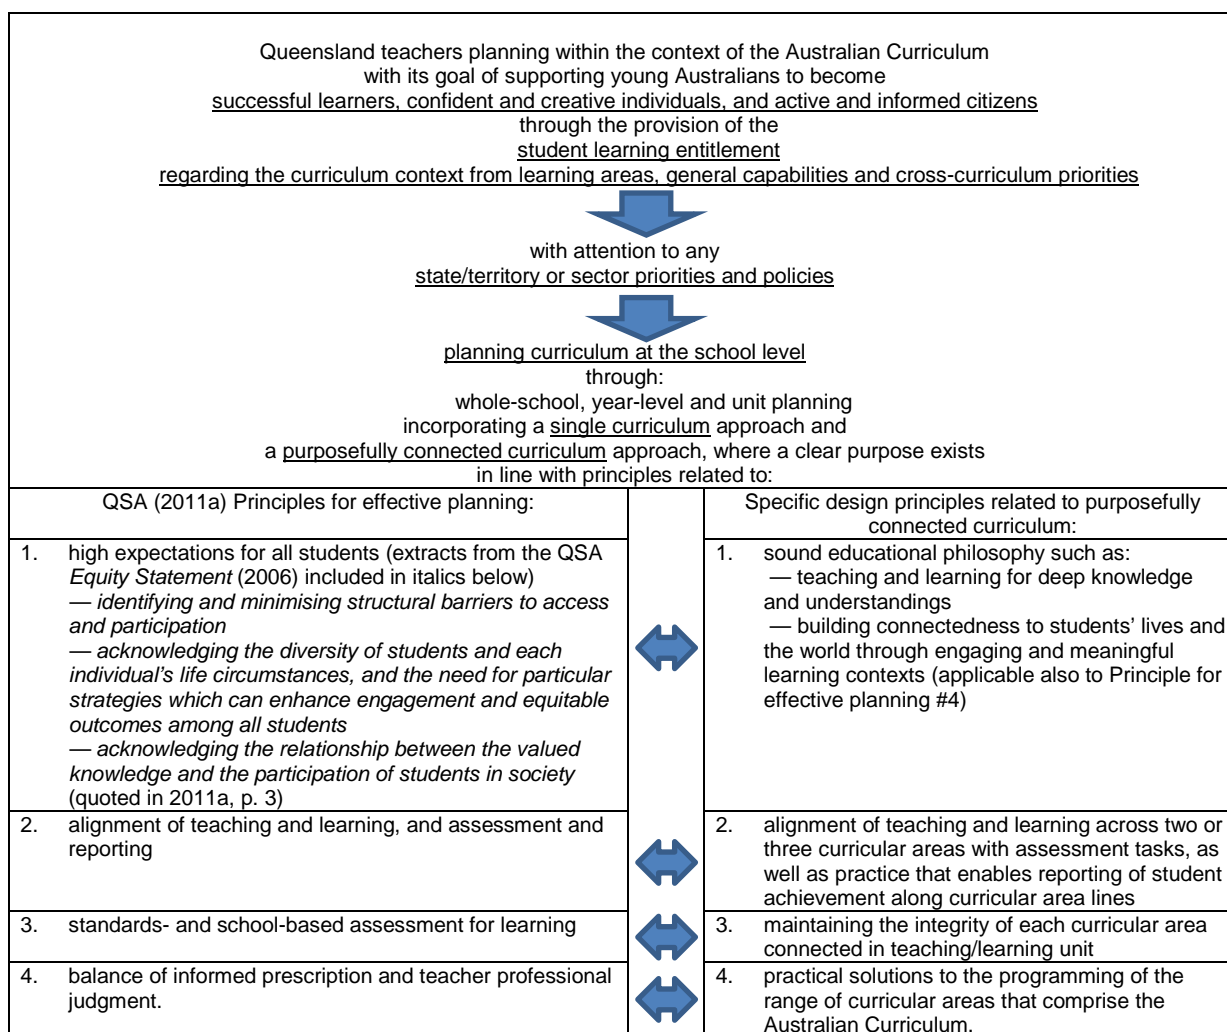 Queensland teachers planning within the context of the Australian Curriculum
with its goal of supporting young Australians to become
successful learners, confident and creative individuals, and active and informed citizens
through the provision of the
student learning entitlement
regarding the curriculum context from learning areas, general capabilities and cross-curriculum priorities
with attention to any
state/territory or sector priorities and policies
planning curriculum at the school level
through:
whole-school, year-level and unit planning
incorporating a single curriculum approach and
a purposefully connected curriculum approach, where a clear purpose exists
in line with principles related to:
QSA (2011a) Principles for effective planning:
1. high expectations for all students (extracts from the QSA
Equity Statement (2006) included in italics below)
— identifying and minimising structural barriers to access
and participation
— acknowledging the diversity of students and each
individual's life circumstances, and the need for particular
strategies which can enhance engagement and equitable
outcomes among all students
— acknowledging the relationship between the valued
knowledge and the participation of students in society
(quoted in 2011a, p. 3)
2. alignment of teaching and learning, and assessment and
reporting
3. standards- and school-based assessment for learning
4. balance of informed prescription and teacher professional
judgment.
Specific design principles related to purposefully
connected curriculum:
1. sound educational philosophy such as:
— teaching and learning for deep knowledge
and understandings
— building connectedness to students' lives and
the world through engaging and meaningful
learning contexts (applicable also to Principle for
effective planning #4)
2. alignment of teaching and learning across two or
three curricular areas with assessment tasks, as
well as practice that enables reporting of student
achievement along curricular area lines
3. maintaining the integrity of each curricular area
connected in teaching/learning unit
4. practical solutions to the programming of the
range of curricular areas that comprise the
Australian Curriculum.